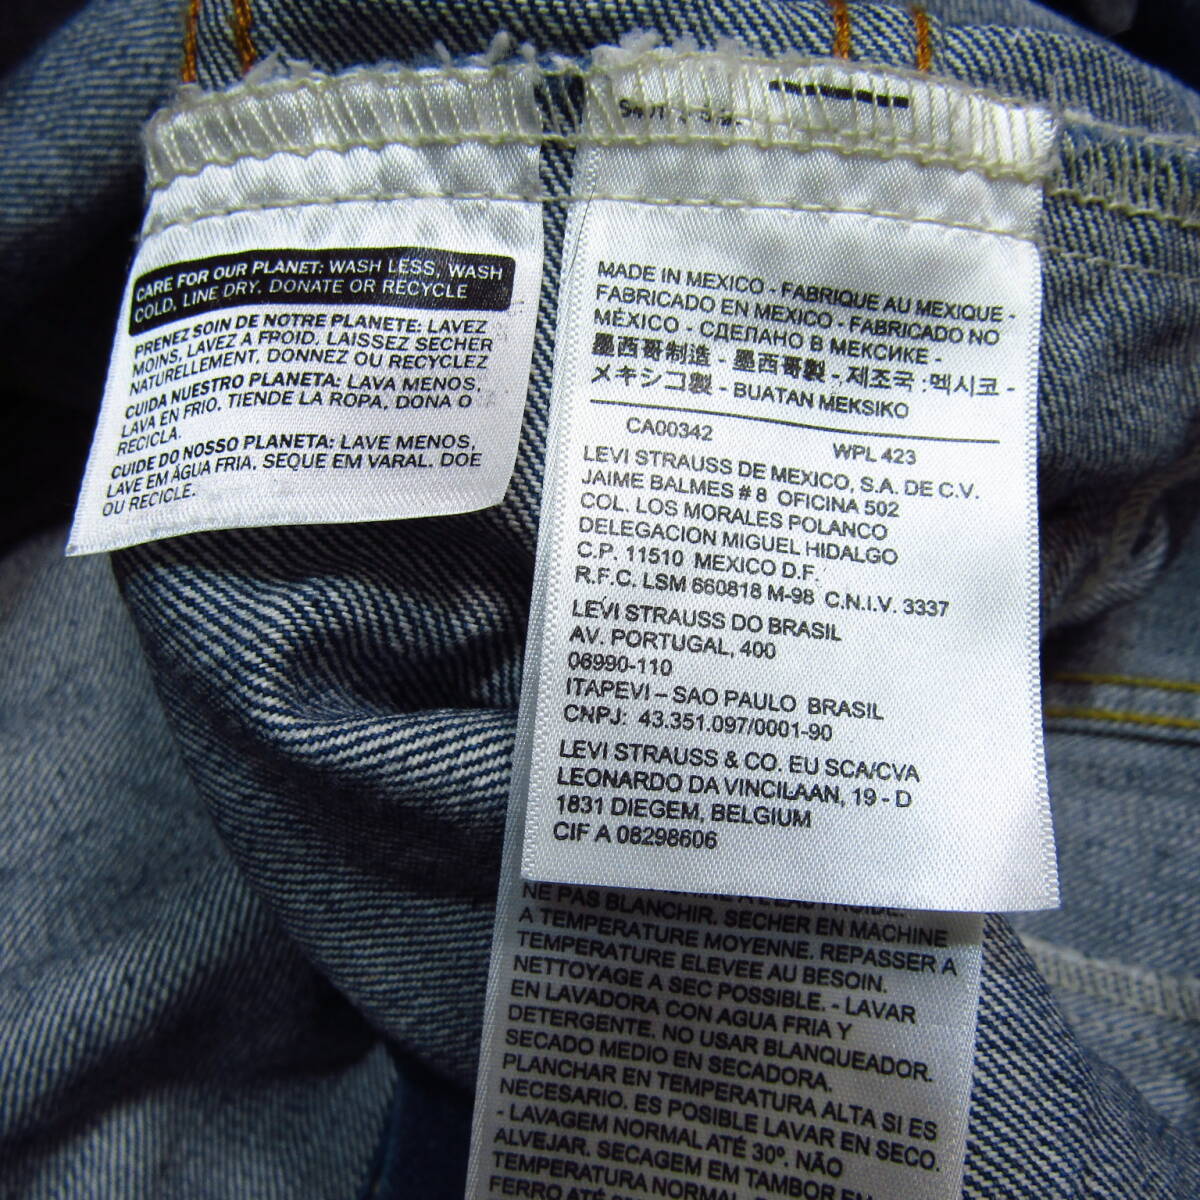 CARE FOR OUR PLANET: WASH LESS, WASH
COLD, LINE DRY, DONATE OR RECYCLE
PRENEZ SOIN DE NOTRE PLANETE: LAVEZ
MOINS, LAVEZ A FROID, LAISSEZ SECHER
NATURELLEMENT, DONNEZ OU RECYCLEZ
CUIDA NUESTRO PLANETA: LAVA MENOS,
LAVA EN FRIO, TIENDE LA ROPA, DONA O
RECICLA.
CUIDE DO NOSSO PLANETA: LAVE MENOS,
LAVE EM ÁGUA FRIA, SEQUE EM VARAL. DOE
OU RECICLE.
MADE IN MEXICO - FABRIQUE AU MEXIQUE -
FABRICADO EN MEXICO - FABRICADO NO
MÉXICO - СДЕЛАНО В МЕКСИКЕ -
墨西哥制造 - 墨西哥製 - 제조국 :멕시코 -
メキシコ製 - BUATAN MEKSIKO
CA00342 WPL 423
LEVI STRAUSS DE MEXICO, S.A. DE C.V.
JAIME BALMES # 8 OFICINA 502
COL. LOS MORALES POLANCO
DELEGACION MIGUEL HIDALGO
C.P. 11510 MEXICO D.F.
R.F.C. LSM 660818 M-98 C.N.I.V. 3337
LEVI STRAUSS DO BRASIL
AV. PORTUGAL, 400
06990-110
ITAPEVI – SAO PAULO BRASIL
CNPJ: 43.351.097/0001-90
LEVI STRAUSS & CO. EU SCA/CVA
LEONARDO DA VINCILAAN, 19 - D
1831 DIEGEM, BELGIUM
CIF A 08298606
NE PAS BLANCHIR. SECHER EN MACHINE
A TEMPERATURE MOYENNE. REPASSER A
TEMPERATURE ELEVEE AU BESOIN.
NETTOYAGE A SEC POSSIBLE. - LAVAR
EN LAVADORA CON AGUA FRIA Y
DETERGENTE. NO USAR BLANQUEADOR.
SECADO MEDIO EN SECADORA.
PLANCHAR EN TEMPERATURA ALTA SI ES
NECESARIO. ES POSIBLE LAVAR EN SECO.
- LAVAGEM NORMAL ATÉ 30º. NÃO
ALVEJAR. SECAGEM EM TAMBOR EM
TEMPERATURA NORMAL.
FERRO ATÉ